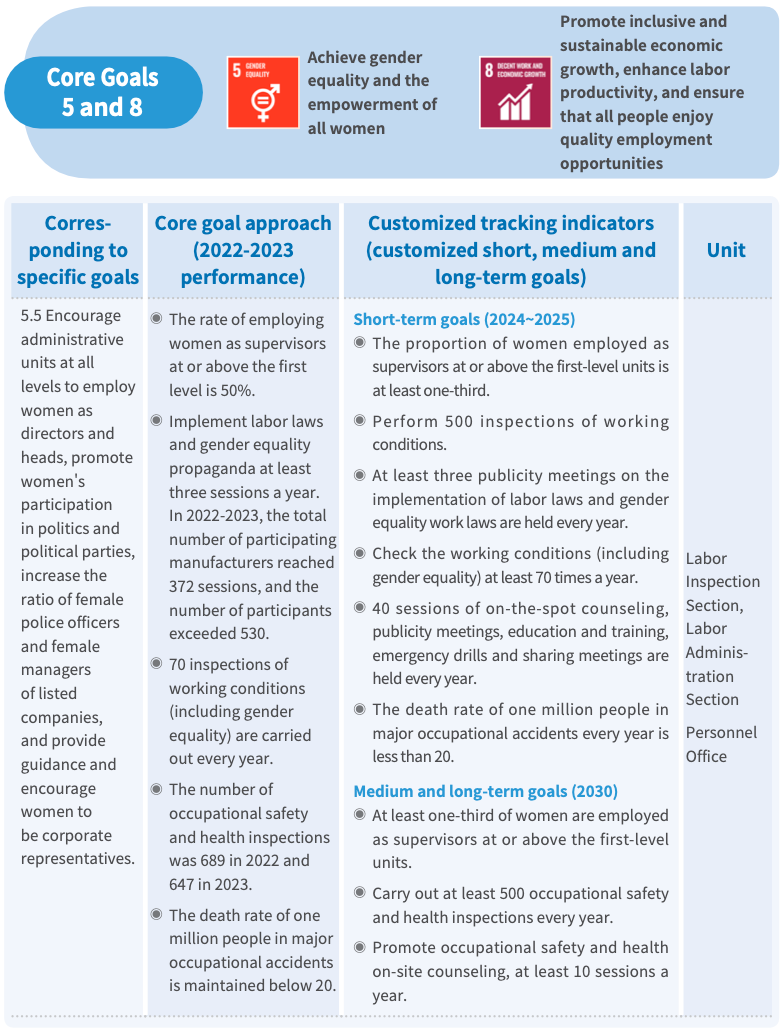 Core Goals
5 and 8
5 GENDER
EQUALITY
Achieve gender
equality and the
empowerment of
all women
8 DECENT WORK AND
ECONOMIC GROWTH
Promote inclusive and
sustainable economic
growth, enhance labor
productivity, and ensure
that all people enjoy
quality employment
opportunities
Corres-
ponding to
specific goals
Core goal approach
(2022-2023
performance)
Customized tracking indicators
(customized short, medium and
long-term goals)
Unit
5.5 Encourage
administrative
units at all
levels to employ
women as
directors and
heads, promote
women's
participation
in politics and
political parties,
increase the
ratio of female
police officers
and female
managers
of listed
companies,
and provide
guidance and
encourage
women to
be corporate
representatives.
◉ The rate of employing
women as supervisors
at or above the first
level is 50%.
◉ Implement labor laws
and gender equality
propaganda at least
three sessions a year.
In 2022-2023, the total
number of participating
manufacturers reached
372 sessions, and the
number of participants
exceeded 530.
◉ 70 inspections of
working conditions
(including gender
equality) are carried
out every year.
◉ The number of
occupational safety
and health inspections
was 689 in 2022 and
647 in 2023.
◉ The death rate of one
million people in major
occupational accidents
is maintained below 20.
Short-term goals (2024~2025)
◉ The proportion of women employed as
supervisors at or above the first-level units is
at least one-third.
◉ Perform 500 inspections of working
conditions.
◉ At least three publicity meetings on the
implementation of labor laws and gender
equality work laws are held every year.
◉ Check the working conditions (including
gender equality) at least 70 times a year.
◉ 40 sessions of on-the-spot counseling,
publicity meetings, education and training,
emergency drills and sharing meetings are
held every year.
◉ The death rate of one million people in
major occupational accidents every year is
less than 20.
Medium and long-term goals (2030)
◉ At least one-third of women are employed
as supervisors at or above the first-level
units.
◉ Carry out at least 500 occupational safety
and health inspections every year.
◉ Promote occupational safety and health
on-site counseling, at least 10 sessions a
year.
Labor
Inspection
Section,
Labor
Adminis-
tration
Section
Personnel
Office